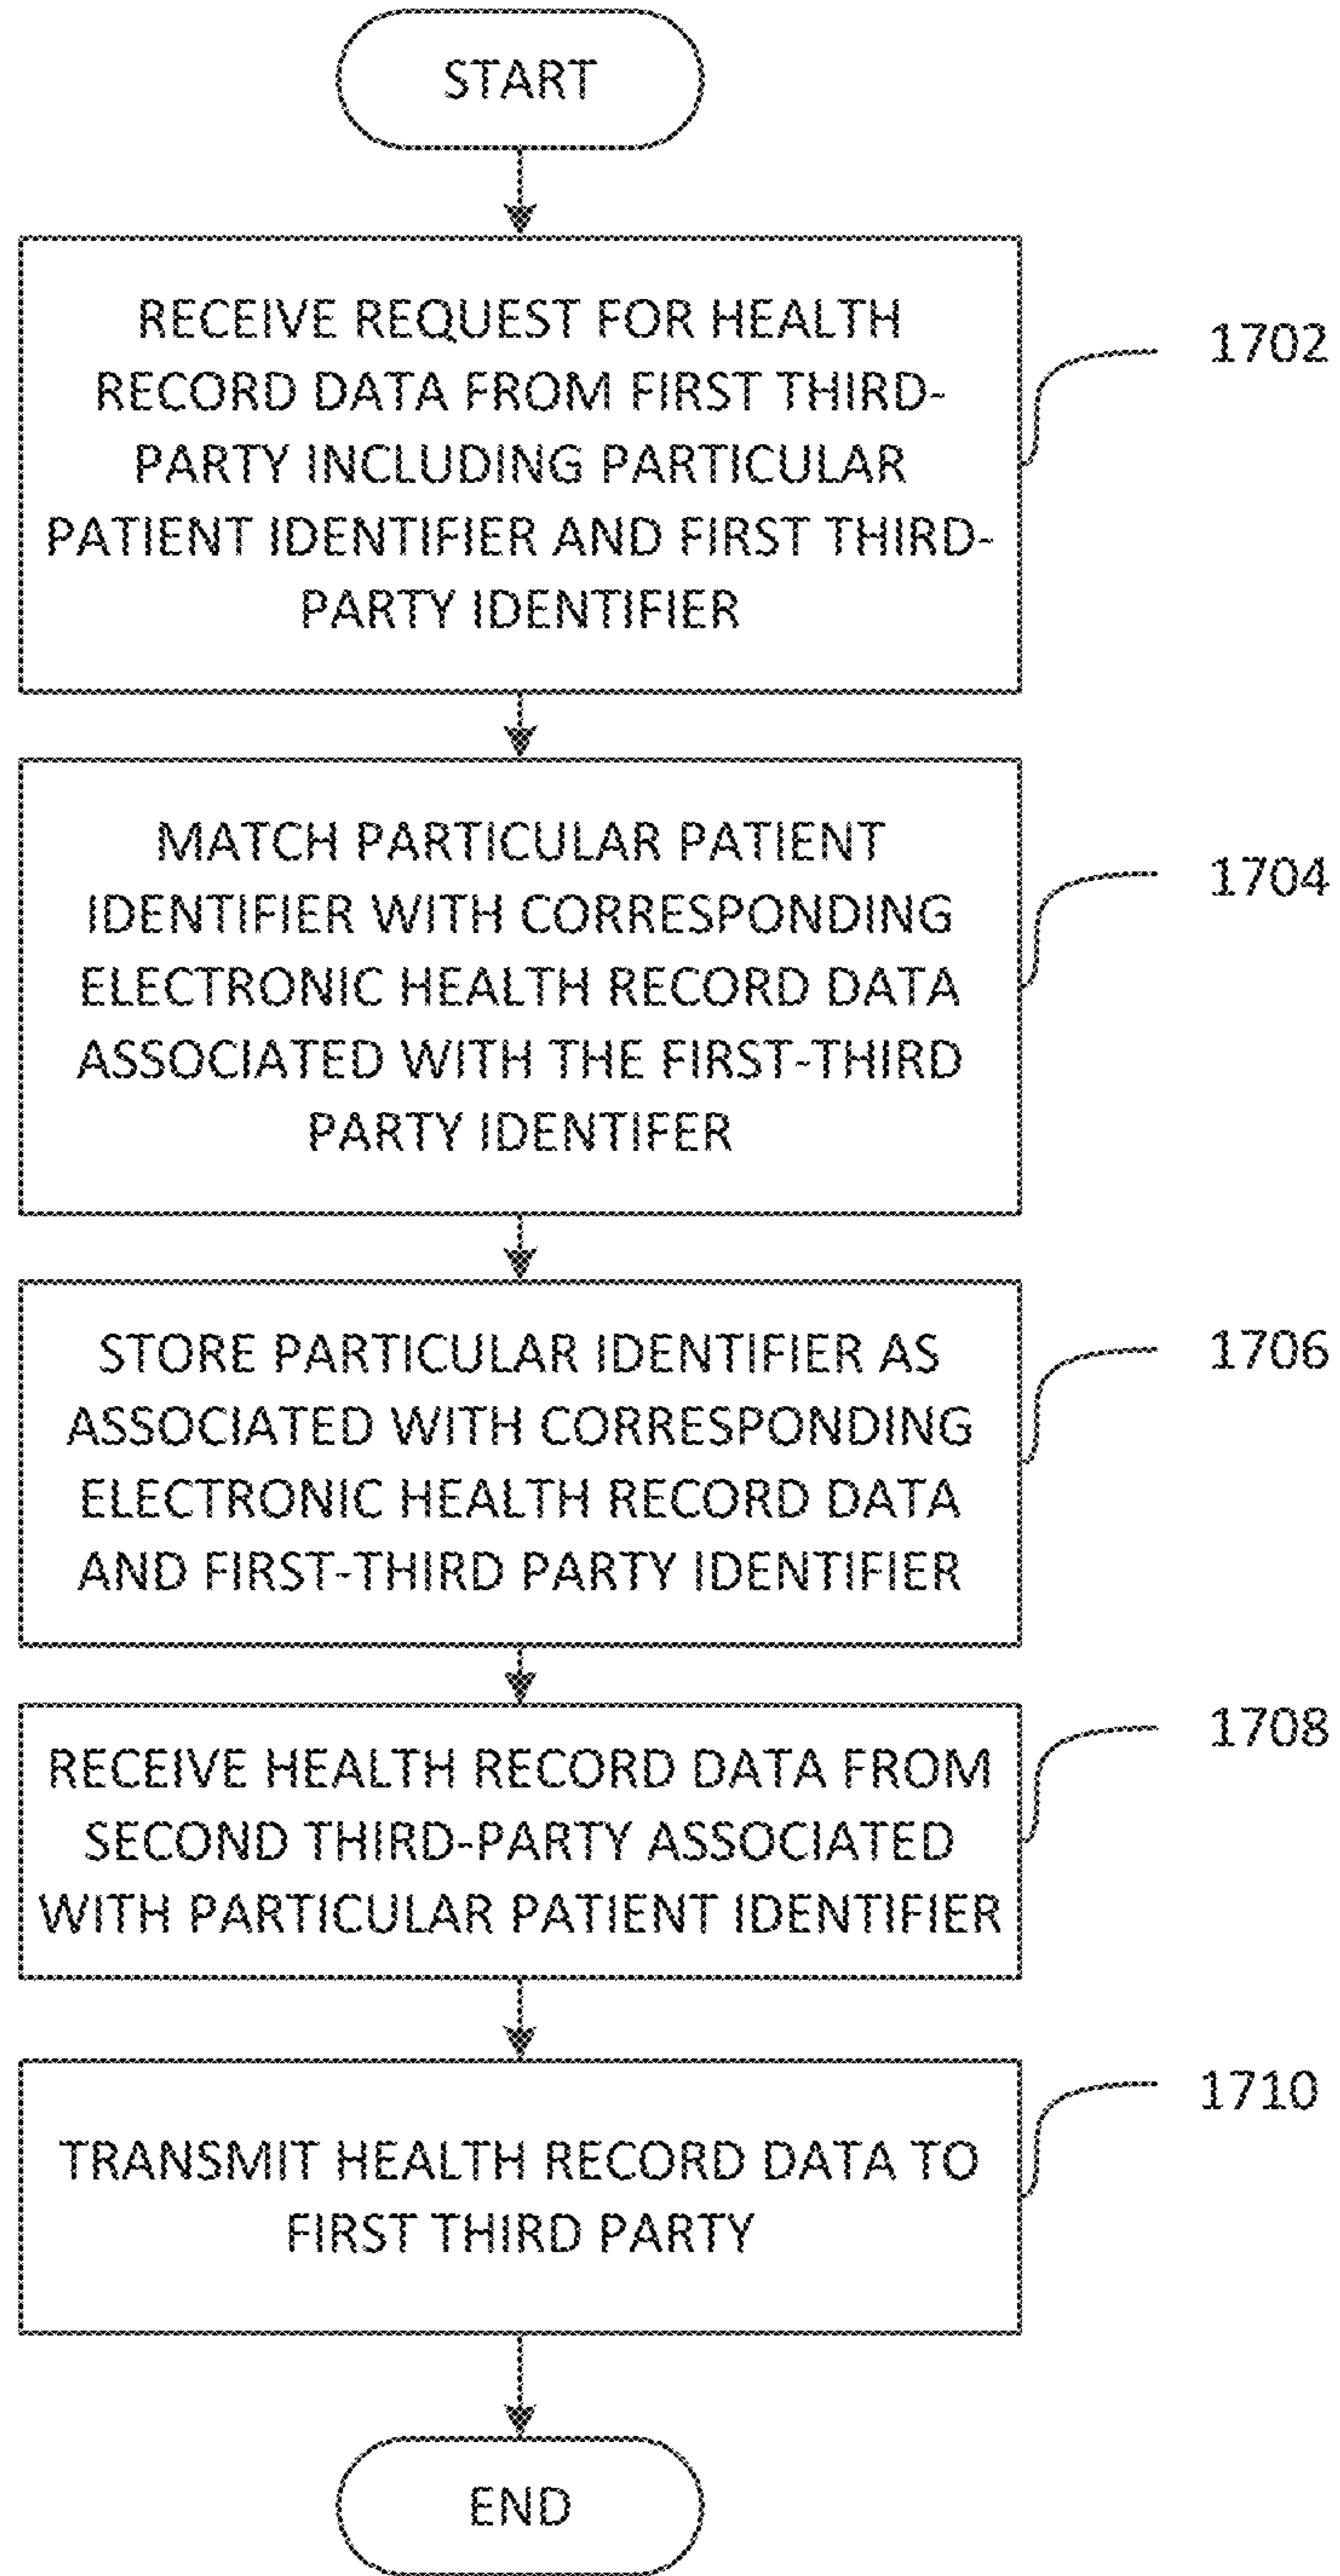 START
RECEIVE REQUEST FOR HEALTH
RECORD DATA FROM FIRST THIRD-
PARTY INCLUDING PARTICULAR
PATIENT IDENTIFIER AND FIRST THIRD-
PARTY IDENTIFIER
1702
MATCH PARTICULAR PATIENT
IDENTIFIER WITH CORRESPONDING
ELECTRONIC HEALTH RECORD DATA
ASSOCIATED WITH THE FIRST-THIRD
PARTY IDENTIFER
1704
STORE PARTICULAR IDENTIFIER AS
ASSOCIATED WITH CORRESPONDING
ELECTRONIC HEALTH RECORD DATA
AND FIRST-THIRD PARTY IDENTIFIER
1706
RECEIVE HEALTH RECORD DATA FROM
SECOND THIRD-PARTY ASSOCIATED
WITH PARTICULAR PATIENT IDENTIFIER
1708
TRANSMIT HEALTH RECORD DATA TO
FIRST THIRD PARTY
1710
END